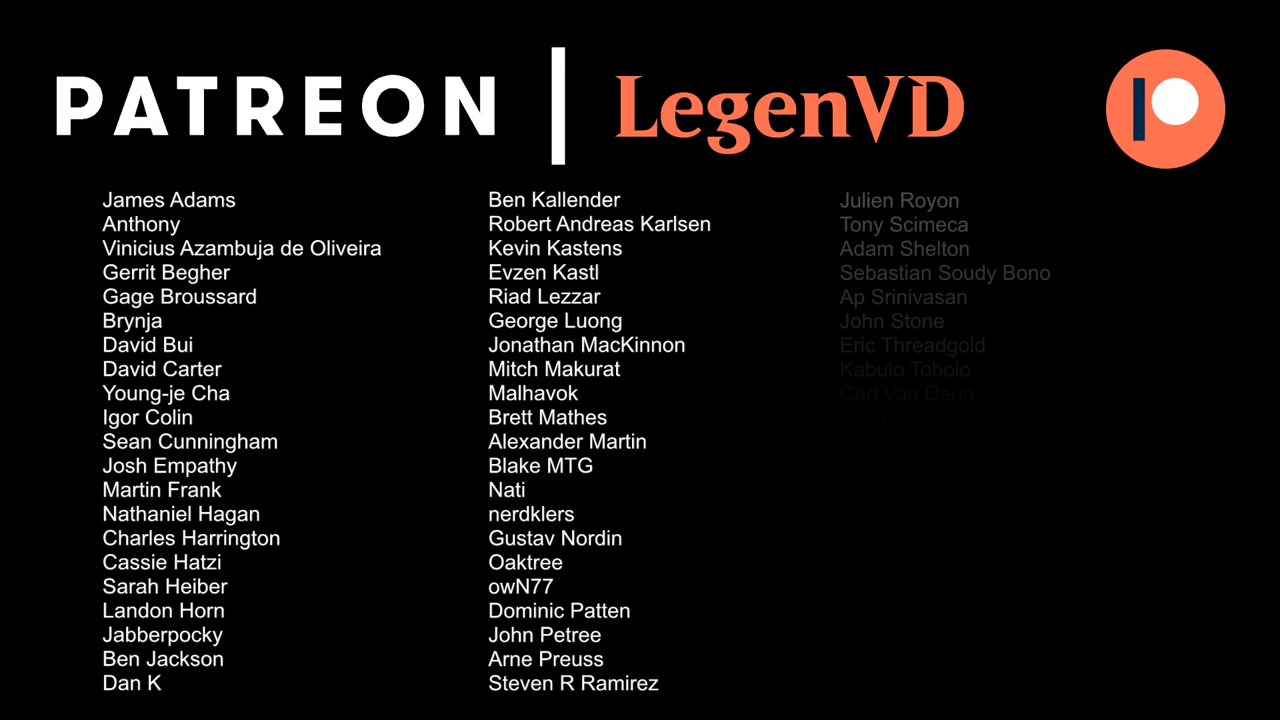 PATREON | LegenVD
James Adams
Anthony
Vinicius Azambuja de Oliveira
Gerrit Begher
Gage Broussard
Brynja
David Bui
David Carter
Young-je Cha
Igor Colin
Sean Cunningham
Josh Empathy
Martin Frank
Nathaniel Hagan
Charles Harrington
Cassie Hatzi
Sarah Heiber
Landon Horn
Jabberpocky
Ben Jackson
Dan K
Ben Kallender
Robert Andreas Karlsen
Kevin Kastens
Evzen Kastl
Riad Lezzar
George Luong
Jonathan MacKinnon
Mitch Makurat
Malhavok
Brett Mathes
Alexander Martin
Blake MTG
Nati
nerdklers
Gustav Nordin
Oaktree
owN77
Dominic Patten
John Petree
Arne Preuss
Steven R Ramirez
Julien Royon
Tony Scimeca
Adam Shelton
Sebastian Soudy Bono
Ap Srinivasan
John Stone
Eric Threadgold
Kabulo Tobolo
Carl Van Deun